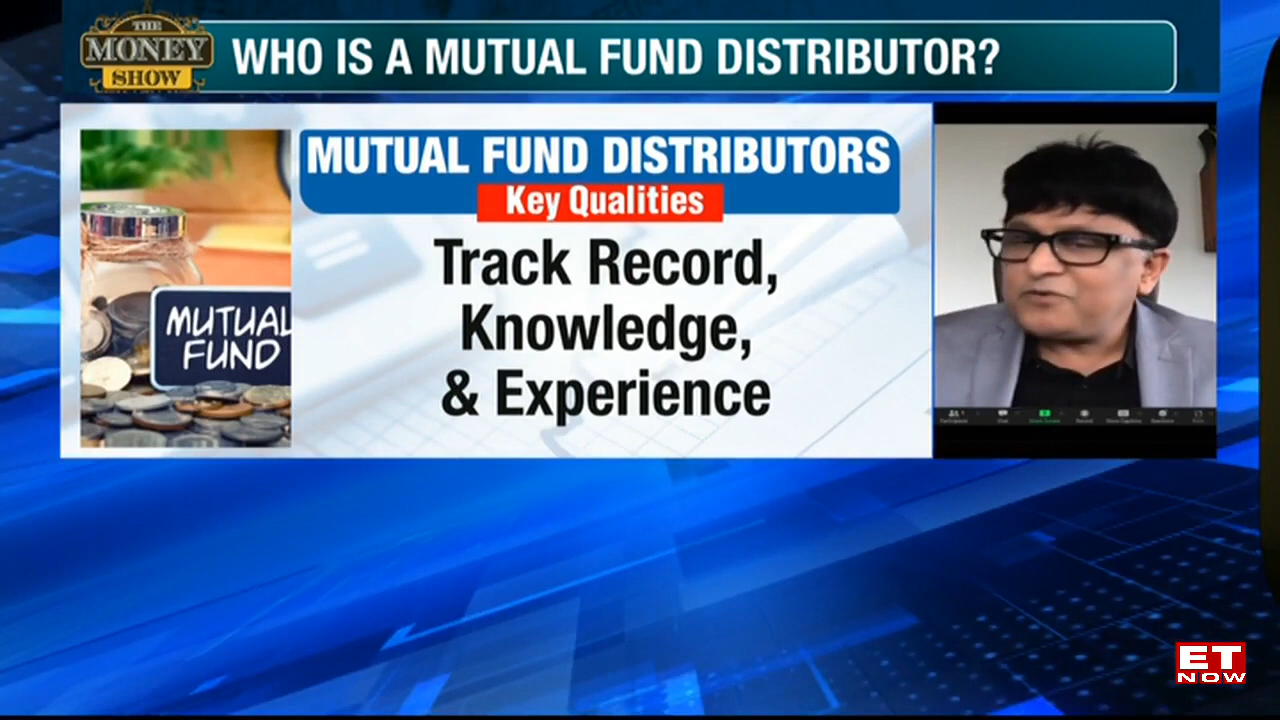 THE
MONEY
SHOW
WHO IS A MUTUAL FUND DISTRIBUTOR?
MUTUAL FUND DISTRIBUTORS
Key Qualities
Track Record,
Knowledge,
& Experience
MUTUAL
FUND
ET
NOW